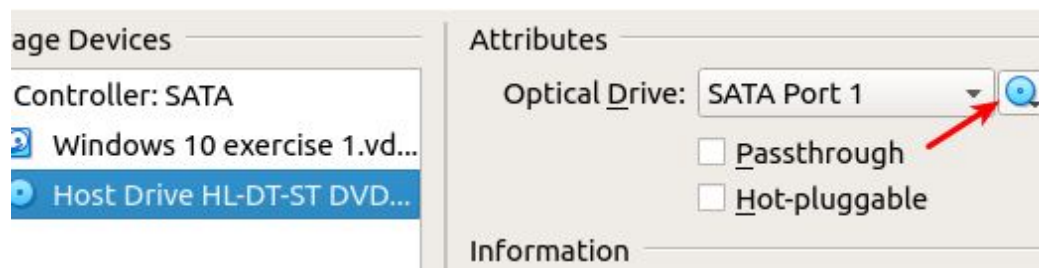 age Devices
Controller: SATA
Windows 10 exercise 1.vd...
Host Drive HL-DT-ST DVD...
Attributes
Optical Drive: SATA Port 1
Passthrough
Hot-pluggable
Information